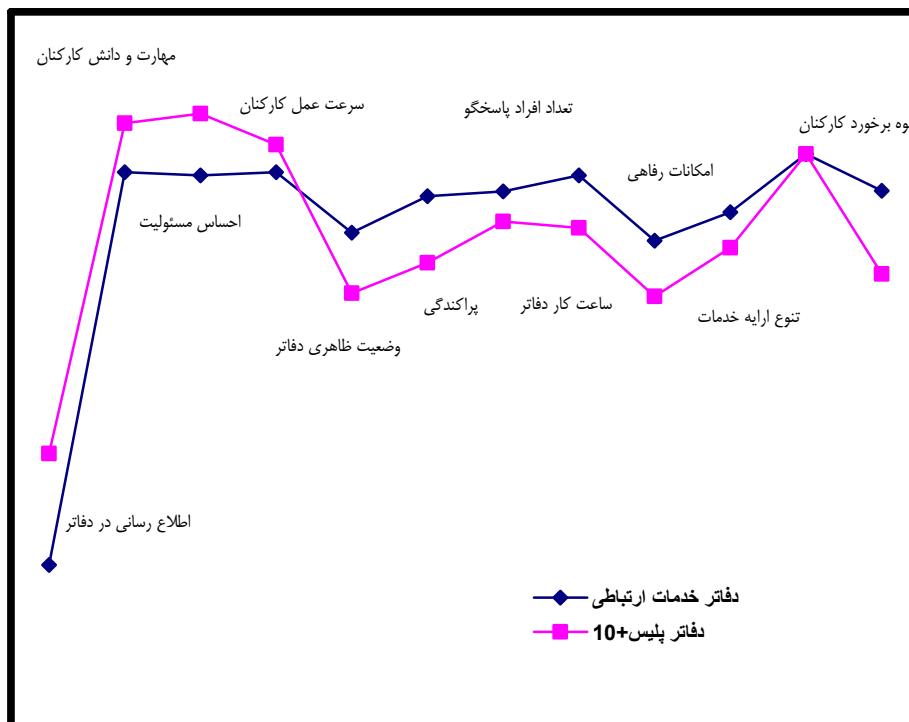 مهارت و دانش کارکنان
سرعت عمل کارکنان
تعداد افراد پاسخگو
وه برخورد کارکنان
امکانات رفاهی
احساس مسئولیت
پراکندگی
ساعت کار دفاتر
تنوع ارایه خدمات
وضعیت ظاهری دفاتر
اطلاع رسانی در دفاتر
دفاتر خدمات ارتباطی
دفاتر پلیس+10